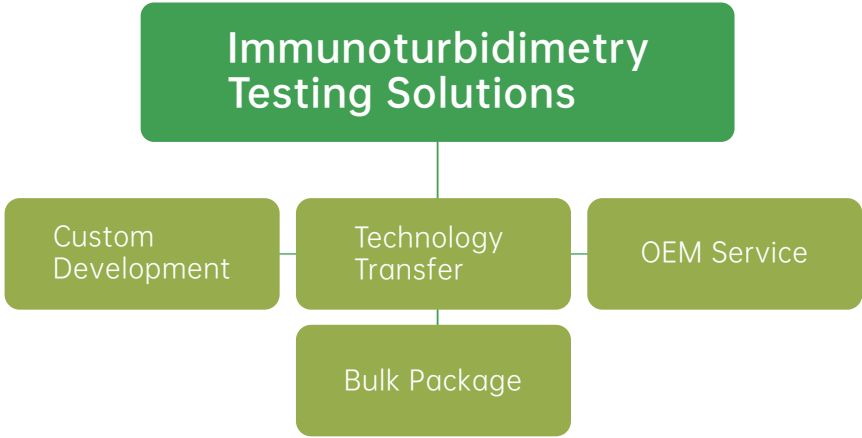 Immunoturbidimetry
Testing Solutions
Custom
Development
Technology
Transfer
OEM Service
Bulk Package